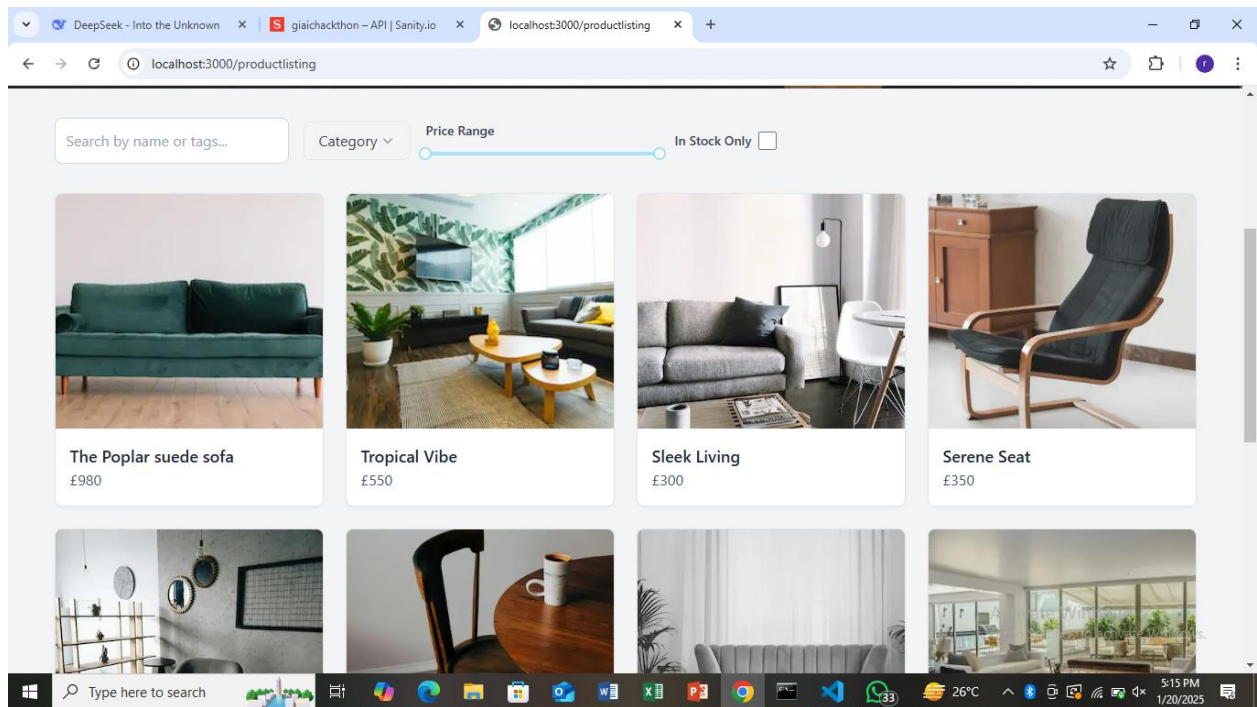 DeepSeek - Into the Unknown
giaichackthon – API | Sanity.io
localhost:3000/productlisting
localhost:3000/productlisting
r
Search by name or tags...
Category
Price Range
In Stock Only
The Poplar suede sofa
£980
Tropical Vibe
£550
Sleek Living
£300
Serene Seat
£350
Type here to search
33
26°C
5:15 PM
1/20/2025